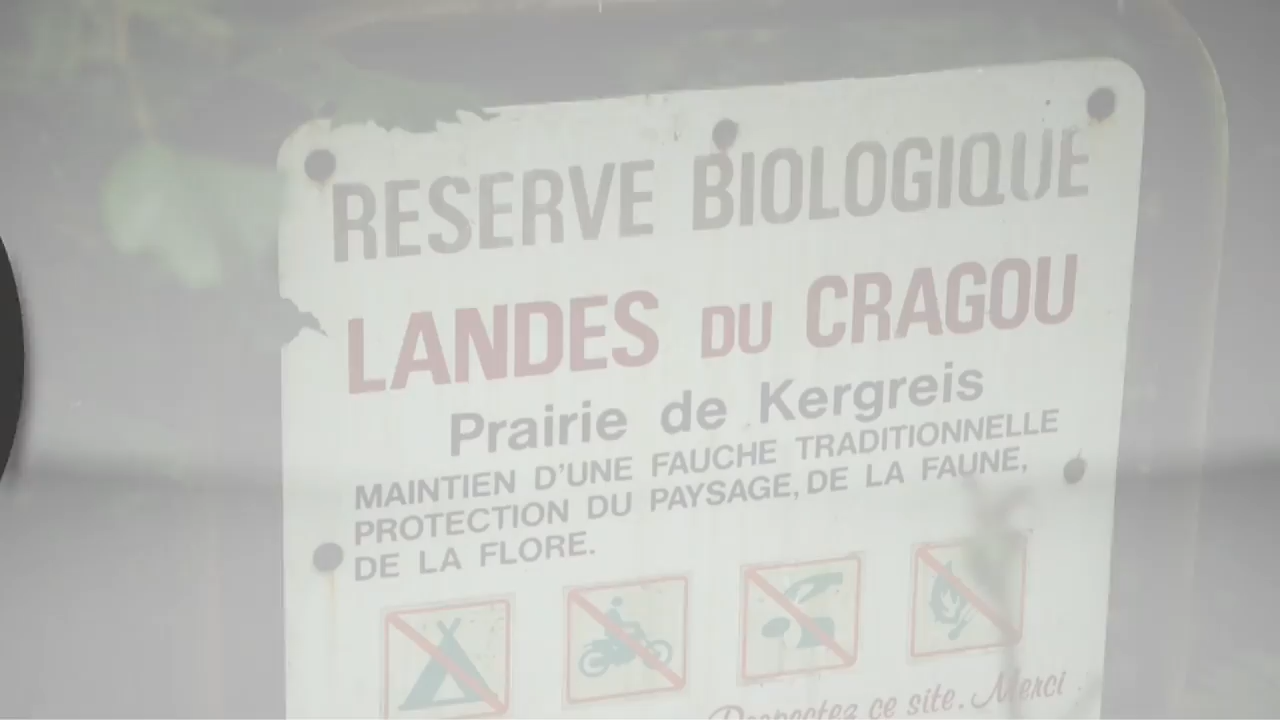 RESERVE BIOLOGIQUE
LANDES DU CRAGOU
Prairie de Kergreis
MAINTIEN D'UNE FAUCHE TRADITIONNELLE
PROTECTION DU PAYSAGE, DE LA FAUNE,
DE LA FLORE.
Respectez ce site. Merci.